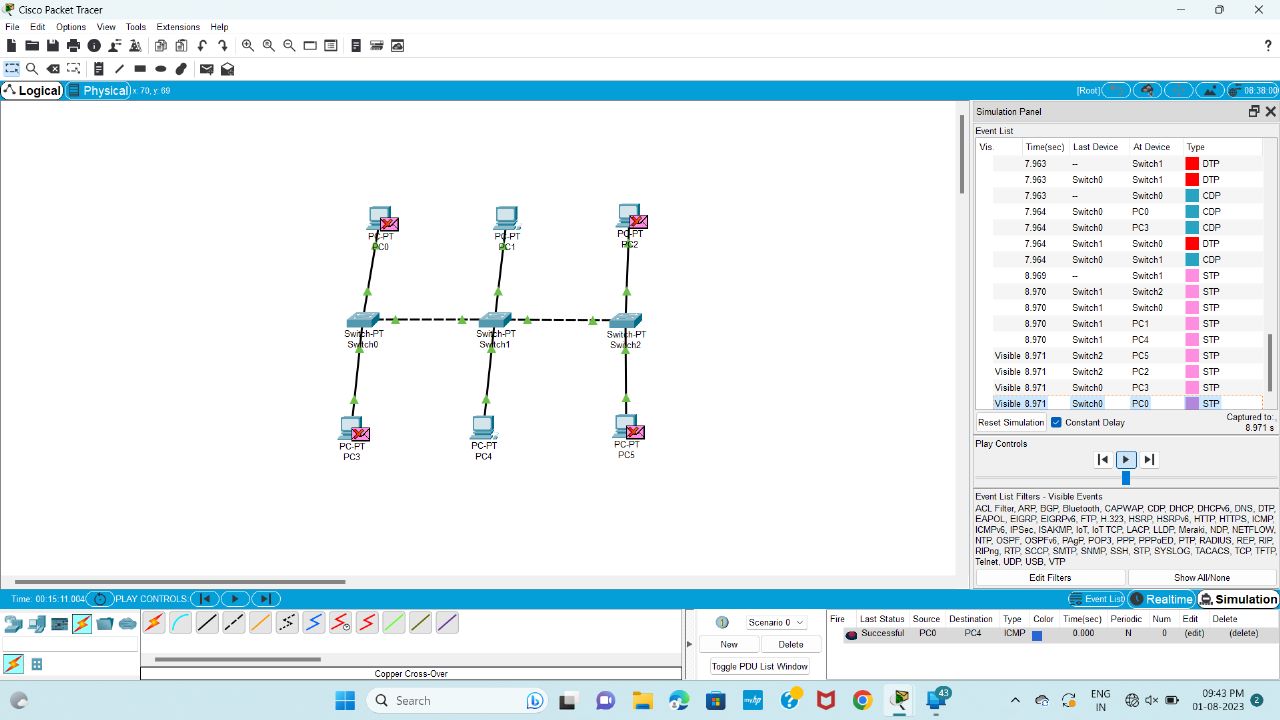 Cisco Packet Tracer
File Edit Options View Tools Extensions Help
?
Logical Physical x: 70, y: 69 [Root] 08:38:00
Simulation Panel
Event List
Vis. Time(sec) Last Device At Device Type
7.963 -- Switch1 DTP
7.963 Switch0 Switch1 DTP
7.963 -- Switch0 CDP
7.964 Switch0 PC0 CDP
7.964 Switch0 PC3 CDP
7.964 Switch1 Switch0 DTP
7.964 Switch1 Switch0 CDP
8.969 -- Switch1 STP
8.970 Switch1 Switch2 STP
8.970 Switch0 Switch1 STP
8.970 Switch1 PC1 STP
8.970 Switch1 PC4 STP
Visible 8.971 Switch2 PC5 STP
Visible 8.971 Switch2 PC2 STP
Visible 8.971 Switch0 PC3 STP
Visible 8.971 Switch0 PC0 STP
Reset Simulation Constant Delay Captured to:
8.971 s
Play Controls
Event List Filters - Visible Events
ACL Filter, ARP, BGP, Bluetooth, CAPWAP, CDP, DHCP, DHCPv6, DNS, DTP,
EAPOL, EIGRP, EIGRPv6, FTP, H.323, HSRP, HSRPv6, HTTP, HTTPS, ICMP,
ICMPv6, IPSec, ISAKMP, IoT, IoT TCP, LACP, LLDP, Meraki, NDP, NETFLOW,
NTP, OSPF, OSPFv6, PAgP, POP3, PPP, PPPoED, PTP, RADIUS, REP, RIP,
RIPng, RTP, SCCP, SMTP, SNMP, SSH, STP, SYSLOG, TACACS, TCP, TFTP,
Telnet, UDP, USB, VTP
Edit Filters Show All/None
PC-PT
PC0
PC-PT
PC1
PC-PT
PC2
Switch-PT
Switch0
Switch-PT
Switch1
Switch-PT
Switch2
PC-PT
PC3
PC-PT
PC4
PC-PT
PC5
Time: 00:15:11.004 PLAY CONTROLS: Event List Realtime Simulation
Copper Cross-Over
Scenario 0
New Delete
Toggle PDU List Window
Fire Last Status Source Destination Type Color Time(sec) Periodic Num Edit Delete
Successful PC0 PC4 ICMP 0.000 N 0 (edit) (delete)
Search
43
ENG
IN
09:43 PM
01-08-2023
2